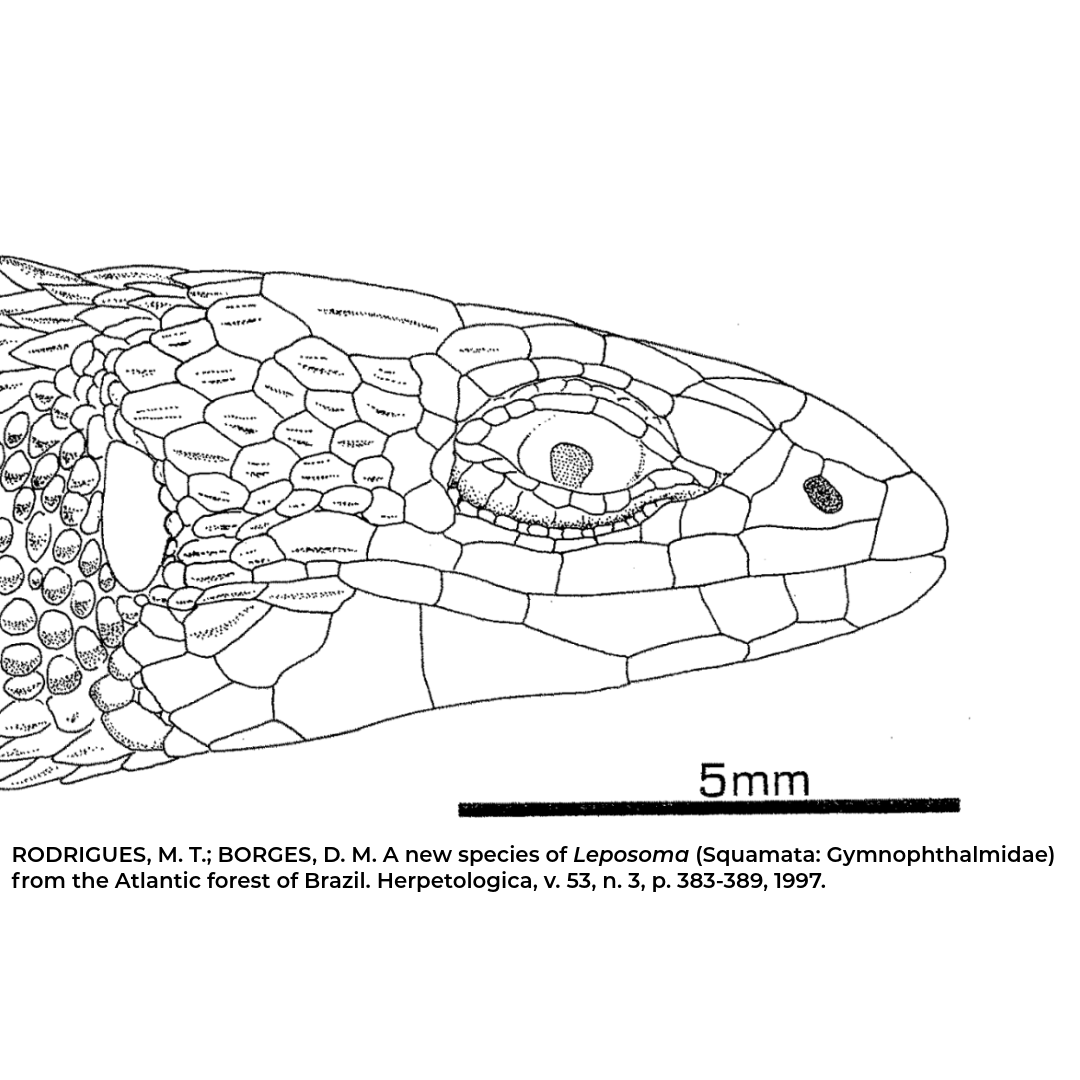 5mm
RODRIGUES, M. T.; BORGES, D. M. A new species of Leposoma (Squamata: Gymnophthalmidae)
from the Atlantic forest of Brazil. Herpetologica, v. 53, n. 3, p. 383-389, 1997.